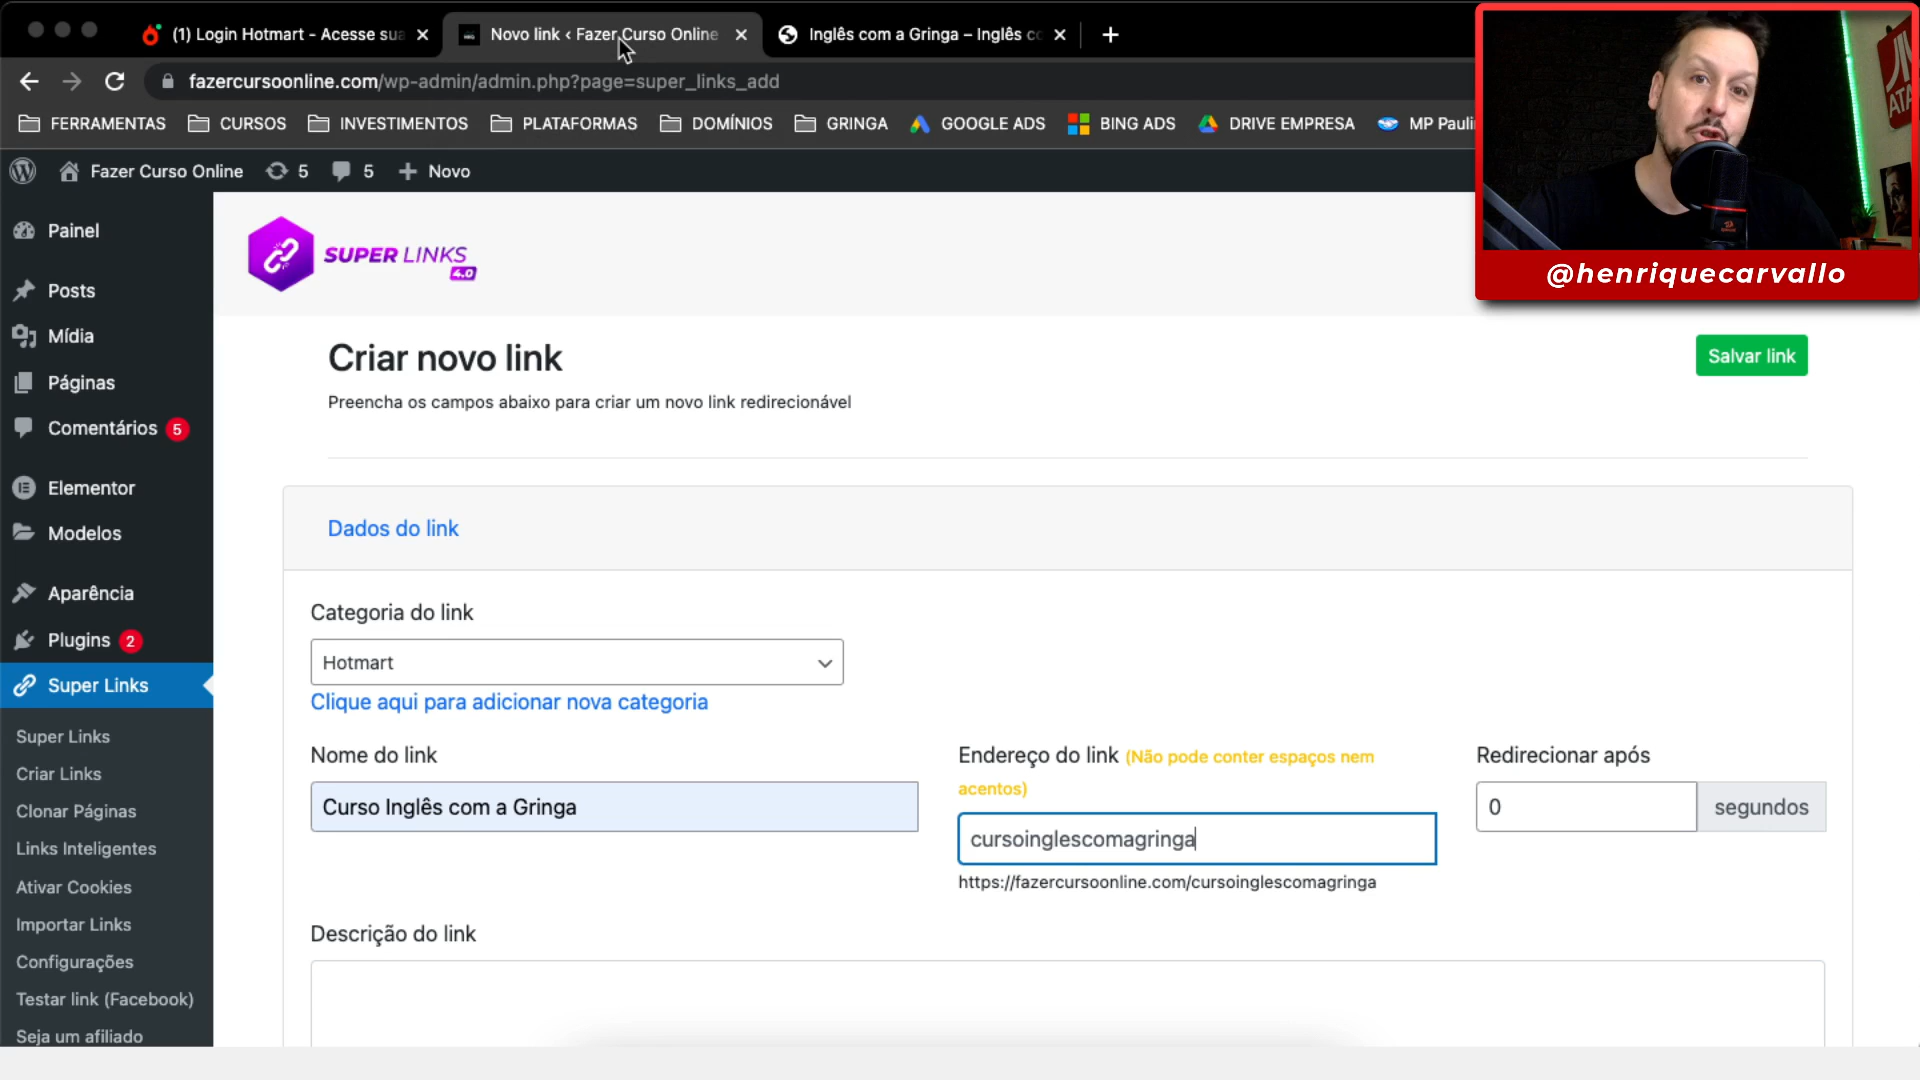 (1) Login Hotmart - Acesse sua
Novo link ‹ Fazer Curso Online
Inglês com a Gringa – Inglês co
fazercursoonline.com/wp-admin/admin.php?page=super_links_add
FERRAMENTAS
CURSOS
INVESTIMENTOS
PLATAFORMAS
DOMÍNIOS
GRINGA
GOOGLE ADS
BING ADS
DRIVE EMPRESA
MP Pauli
@henriquecarvallo
Fazer Curso Online
5
5
Novo
Painel
Posts
Mídia
Páginas
Comentários 5
Elementor
Modelos
Aparência
Plugins 2
Super Links
Super Links
Criar Links
Clonar Páginas
Links Inteligentes
Ativar Cookies
Importar Links
Configurações
Testar link (Facebook)
Seja um afiliado
SUPER LINKS
4.0
Criar novo link
Salvar link
Preencha os campos abaixo para criar um novo link redirecionável
Dados do link
Categoria do link
Hotmart
Clique aqui para adicionar nova categoria
Nome do link
Curso Inglês com a Gringa
Endereço do link (Não pode conter espaços nem
acentos)
cursoinglescomagringa
https://fazercursoonline.com/cursoinglescomagringa
Redirecionar após
0
segundos
Descrição do link